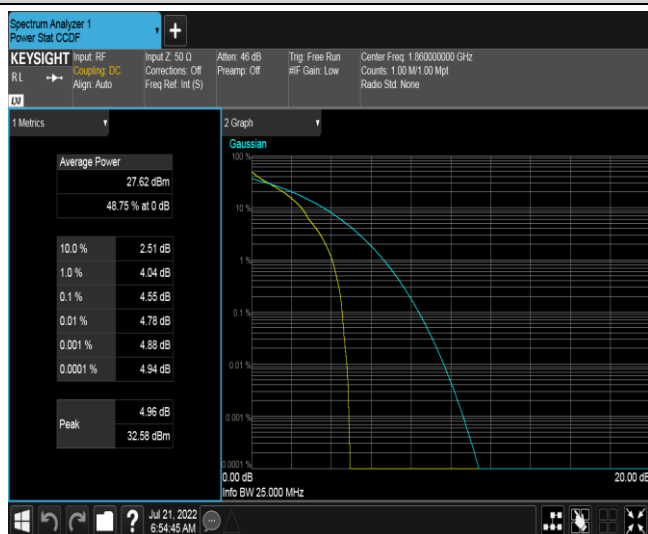 Spectrum Analyzer 1
Power Stat CCDF
+
KEYSIGHT
RL
LXI
Input: RF
Coupling: DC
Align: Auto
Input Z: 50 Ω
Corrections: Off
Freq Ref: Int (S)
Atten: 46 dB
Preamp: Off
Trig: Free Run
#IF Gain: Low
Center Freq: 1.860000000 GHz
Counts: 1.00 M/1.00 Mpt
Radio Std: None
1 Metrics
Average Power
27.62 dBm
48.75 % at 0 dB
10.0 % 2.51 dB
1.0 % 4.04 dB
0.1 % 4.55 dB
0.01 % 4.78 dB
0.001 % 4.88 dB
0.0001 % 4.94 dB
Peak
4.96 dB
32.58 dBm
2 Graph
Gaussian
100 %
10 %
1 %
0.1 %
0.01 %
0.001 %
0.0001 %
0.00 dB
20.00 dB
Info BW 25.000 MHz
?
Jul 21, 2022
6:54:45 AM